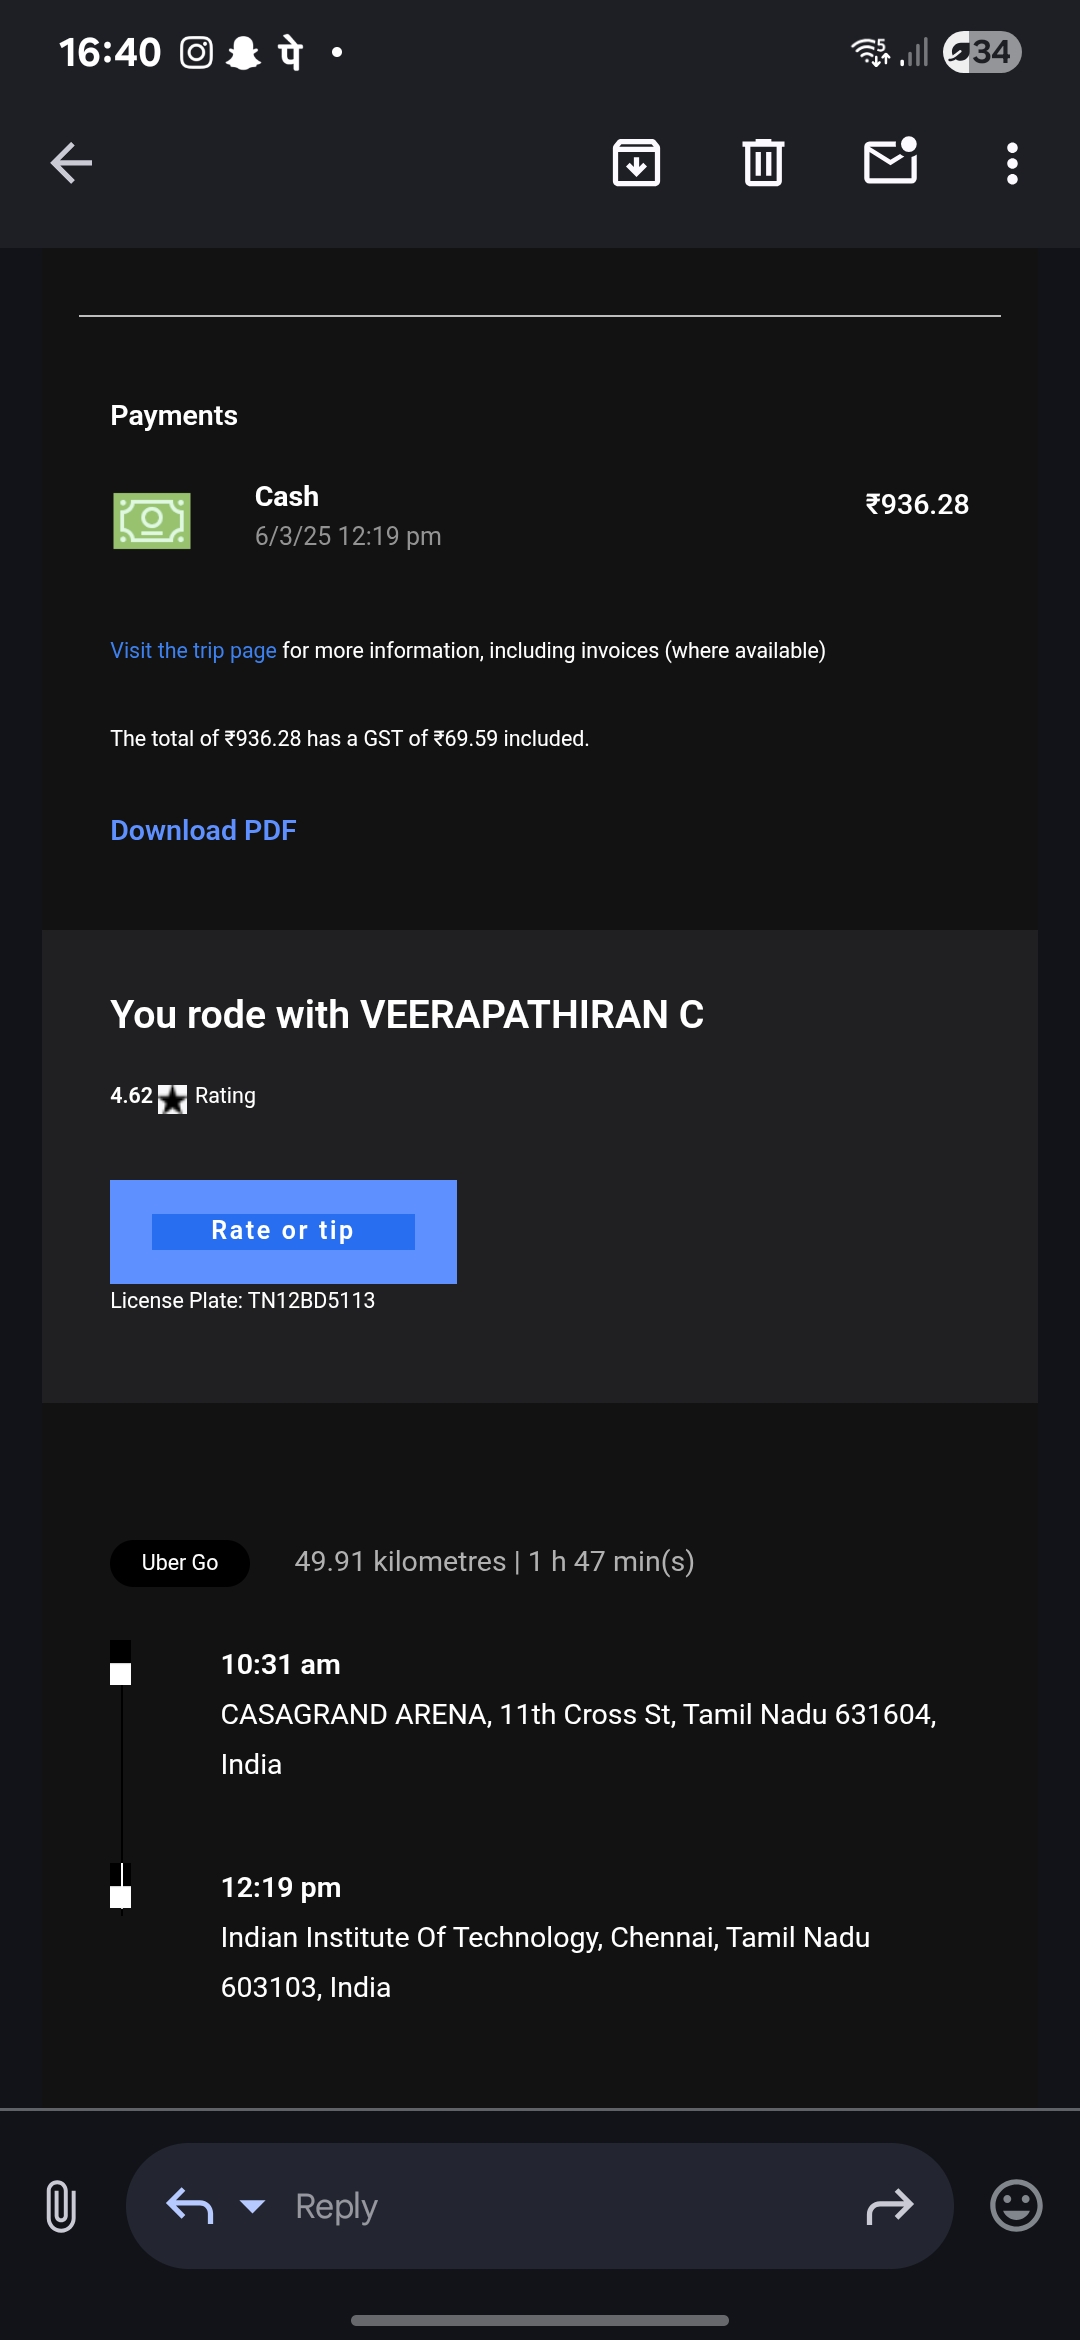 16:40 पे
5
34
Payments
Cash
₹936.28
6/3/25 12:19 pm
Visit the trip page for more information, including invoices (where available)
The total of ₹936.28 has a GST of ₹69.59 included.
Download PDF
You rode with VEERAPATHIRAN C
4.62 Rating
Rate or tip
License Plate: TN12BD5113
Uber Go
49.91 kilometres | 1 h 47 min(s)
10:31 am
CASAGRAND ARENA, 11th Cross St, Tamil Nadu 631604,
India
12:19 pm
Indian Institute Of Technology, Chennai, Tamil Nadu
603103, India
Reply